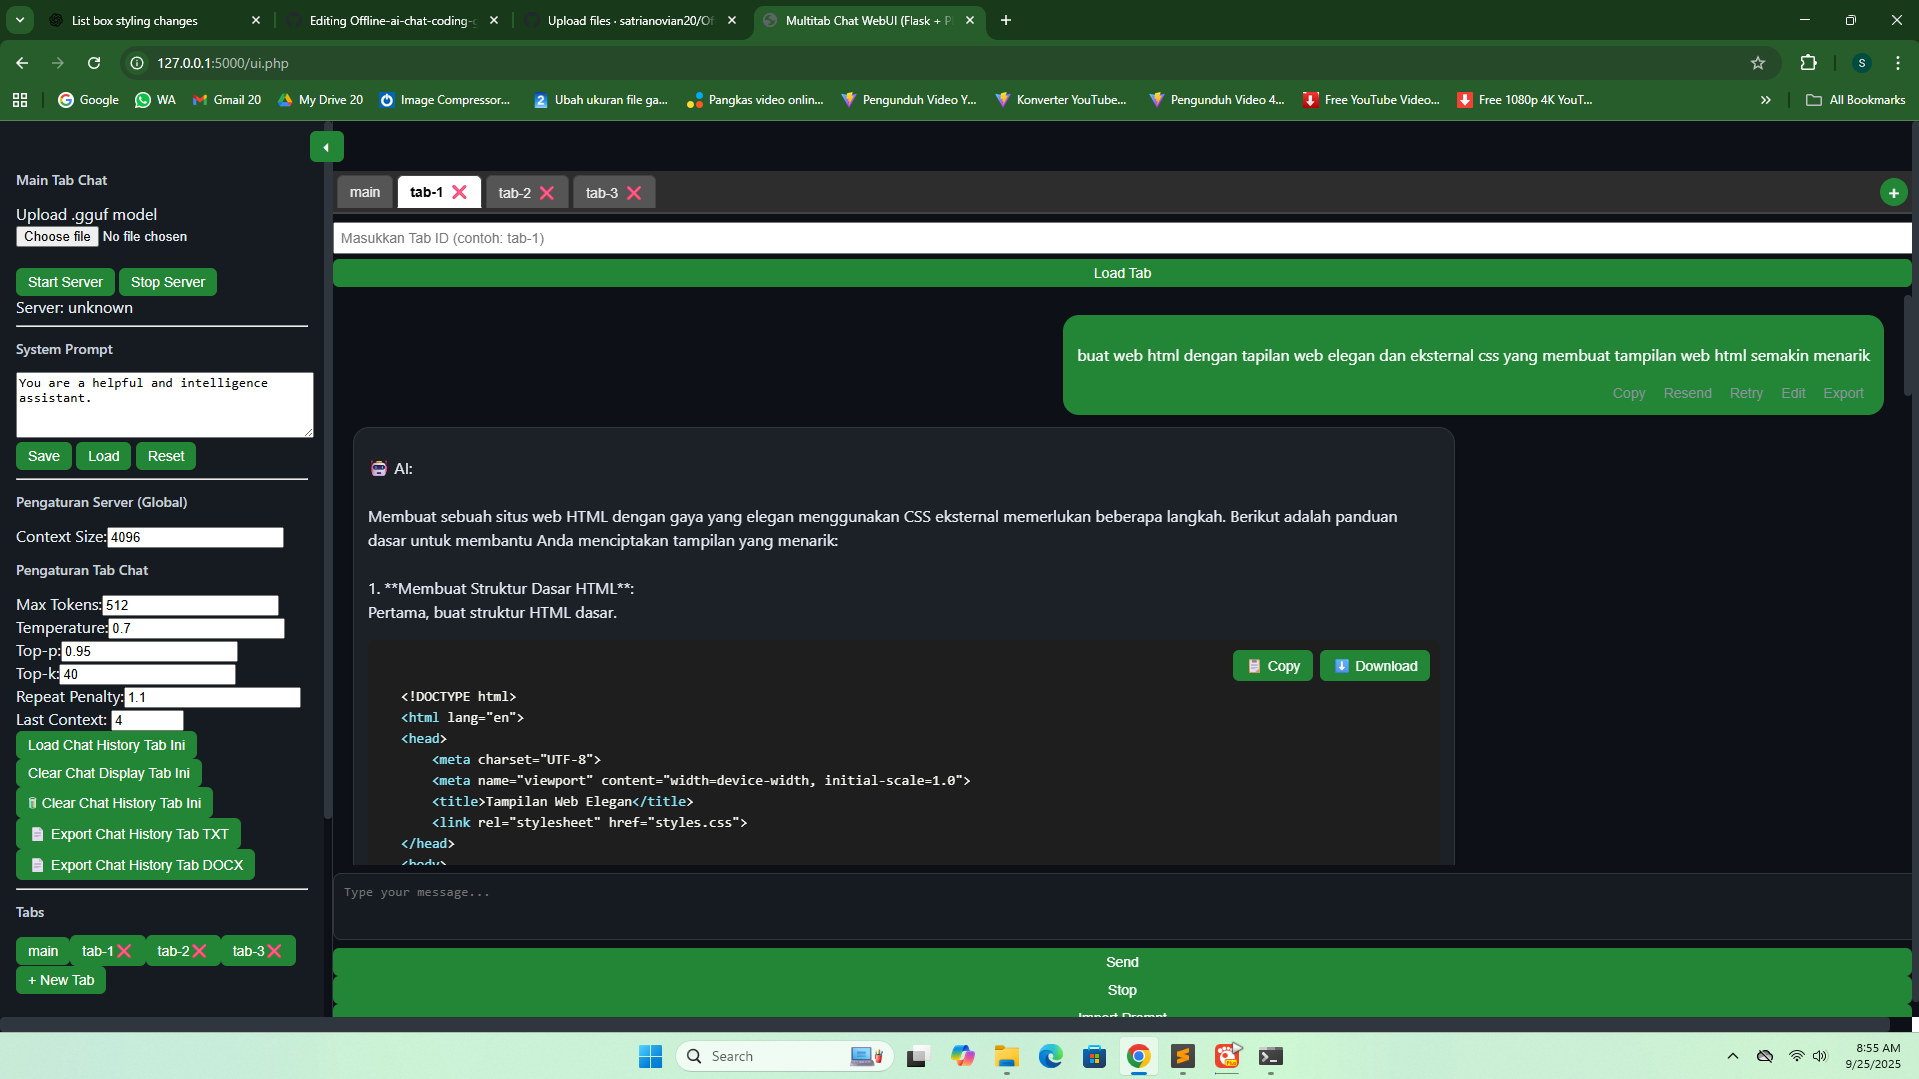 List box styling changes
Editing Offline-ai-chat-coding-
Upload files · satrianovian20/Of
Multitab Chat WebUI (Flask + P
127.0.0.1:5000/ui.php
S
Google
WA
Gmail 20
My Drive 20
Image Compressor...
Ubah ukuran file ga...
Pangkas video onlin...
Pengunduh Video Y...
Konverter YouTube...
Pengunduh Video 4...
Free YouTube Video...
Free 1080p 4K YouT...
All Bookmarks
Main Tab Chat
Upload .gguf model
Choose file No file chosen
Start Server Stop Server
Server: unknown
System Prompt
You are a helpful and intelligence
assistant.
Save Load Reset
Pengaturan Server (Global)
Context Size: 4096
Pengaturan Tab Chat
Max Tokens: 512
Temperature: 0.7
Top-p: 0.95
Top-k: 40
Repeat Penalty: 1.1
Last Context: 4
Load Chat History Tab Ini
Clear Chat Display Tab Ini
Clear Chat History Tab Ini
Export Chat History Tab TXT
Export Chat History Tab DOCX
Tabs
main tab-1 tab-2 tab-3
+ New Tab
main tab-1 tab-2 tab-3
+
Masukkan Tab ID (contoh: tab-1)
Load Tab
buat web html dengan tapilan web elegan dan eksternal css yang membuat tampilan web html semakin menarik
Copy Resend Retry Edit Export
AI:
Membuat sebuah situs web HTML dengan gaya yang elegan menggunakan CSS eksternal memerlukan beberapa langkah. Berikut adalah panduan
dasar untuk membantu Anda menciptakan tampilan yang menarik:
1. **Membuat Struktur Dasar HTML**:
Pertama, buat struktur HTML dasar.
Copy Download
<!DOCTYPE html>
<html lang="en">
<head>
<meta charset="UTF-8">
<meta name="viewport" content="width=device-width, initial-scale=1.0">
<title>Tampilan Web Elegan</title>
<link rel="stylesheet" href="styles.css">
</head>
<body>
Type your message...
Send
Stop
Import Prompt
Search
8:55 AM
9/25/2025